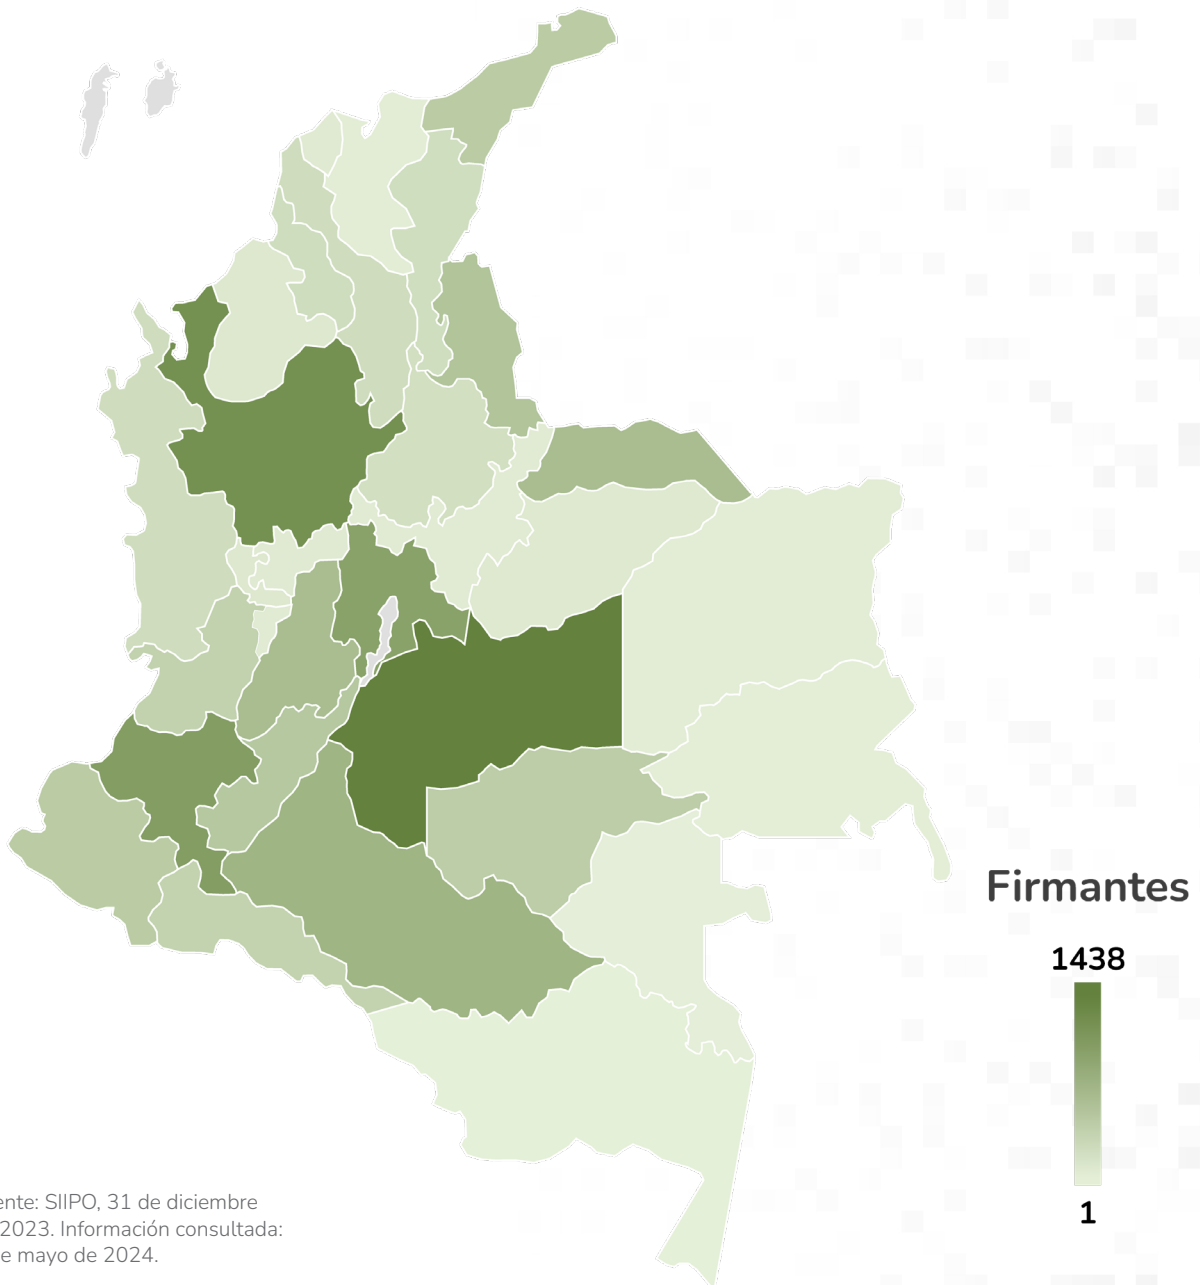 Firmantes
1438
1
ente: SIIPO, 31 de diciembre
2023. Información consultada:
e mayo de 2024.